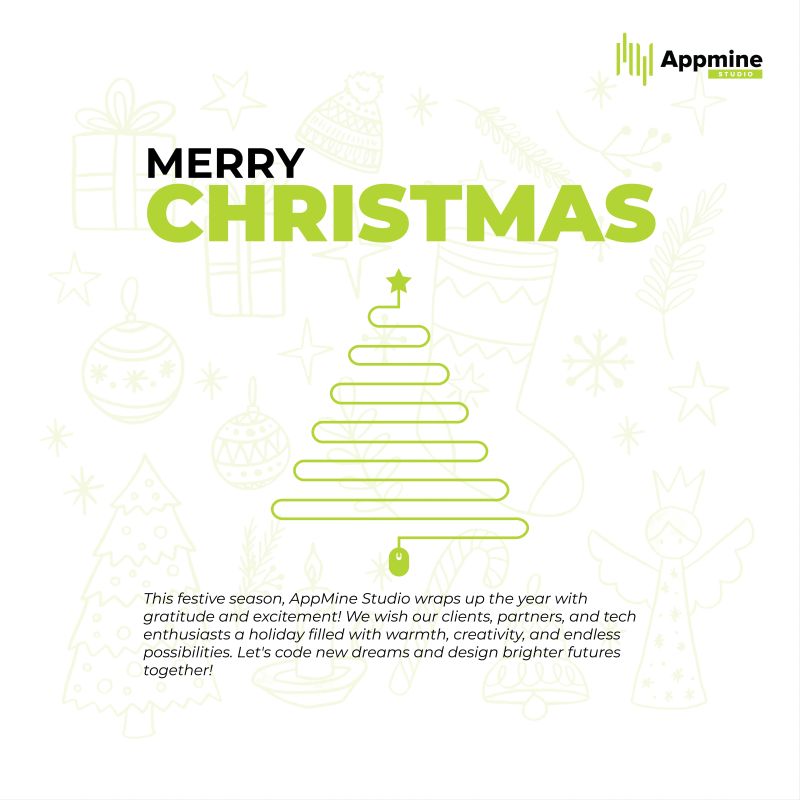 Appmine
STUDIO
MERRY
CHRISTMAS
This festive season, AppMine Studio wraps up the year with
gratitude and excitement! We wish our clients, partners, and tech
enthusiasts a holiday filled with warmth, creativity, and endless
possibilities. Let's code new dreams and design brighter futures
together!